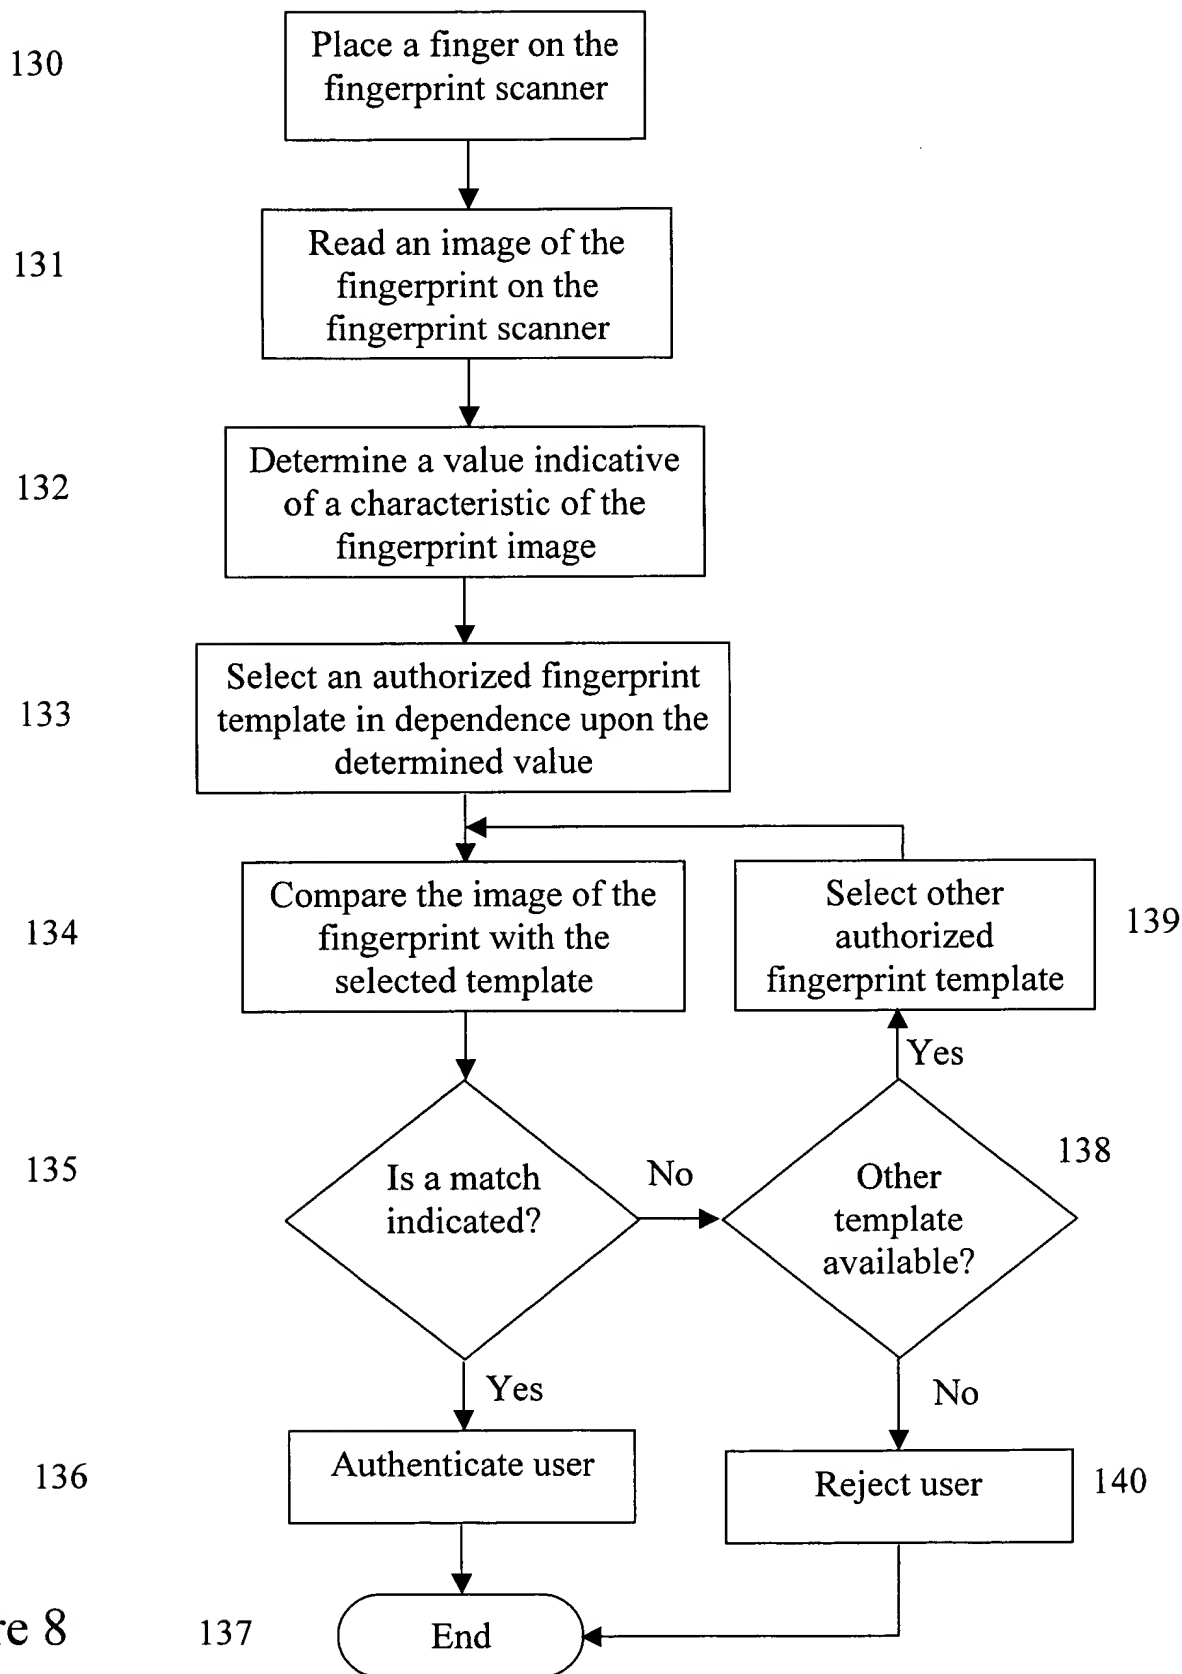 130
Place a finger on the
fingerprint scanner
131
Read an image of the
fingerprint on the
fingerprint scanner
132
Determine a value indicative
of a characteristic of the
fingerprint image
133
Select an authorized fingerprint
template in dependence upon the
determined value
134
Compare the image of the
fingerprint with the
selected template
Select other
authorized
fingerprint template
139
Yes
135
Is a match
indicated?
No
Other
template
available?
138
Yes
No
136
Authenticate user
Reject user
140
re 8
137
End